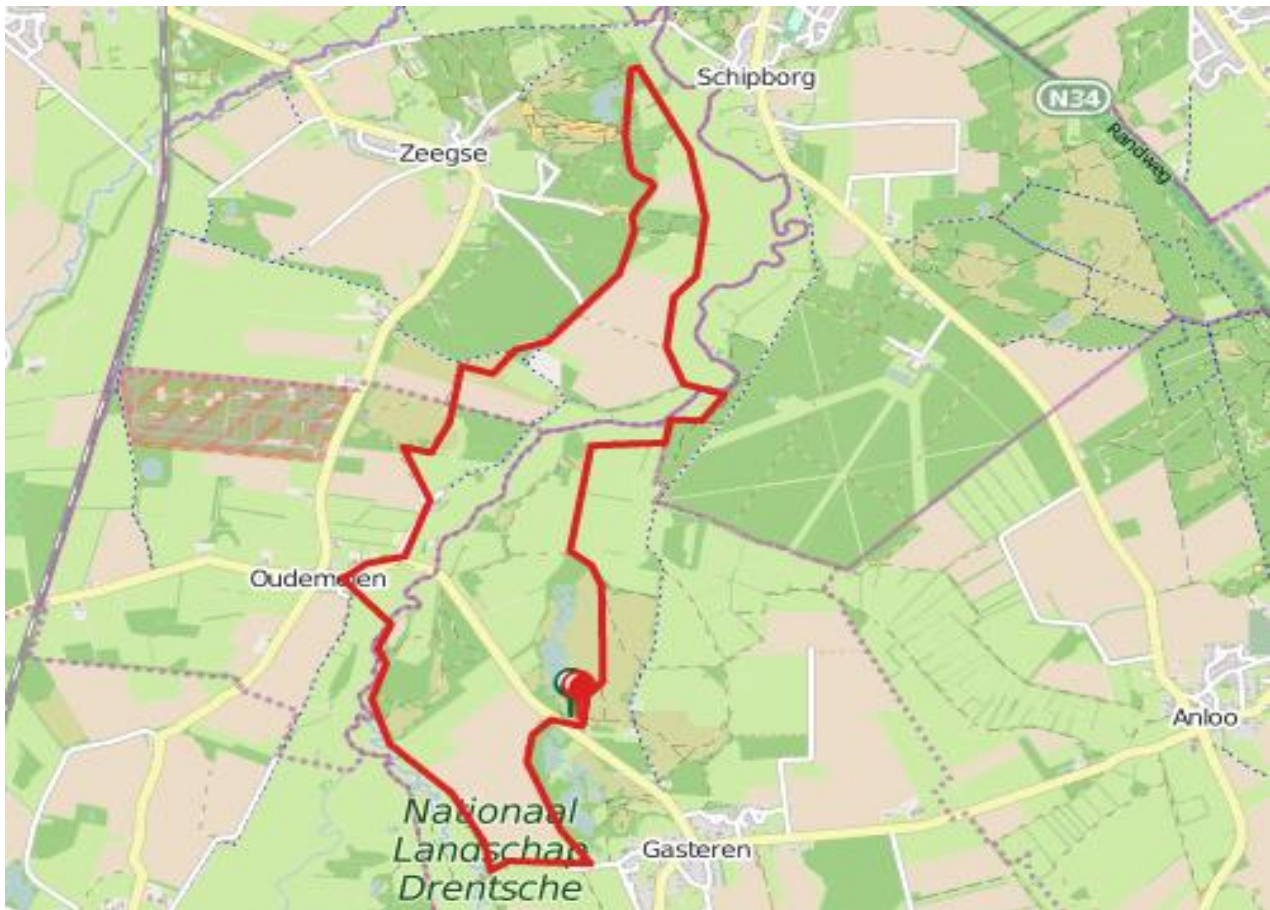 Schipborg
N34
Randweg
Zeegse
Oudemolen
Anloo
Gasteren
Nationaal
Landschap
Drentsche